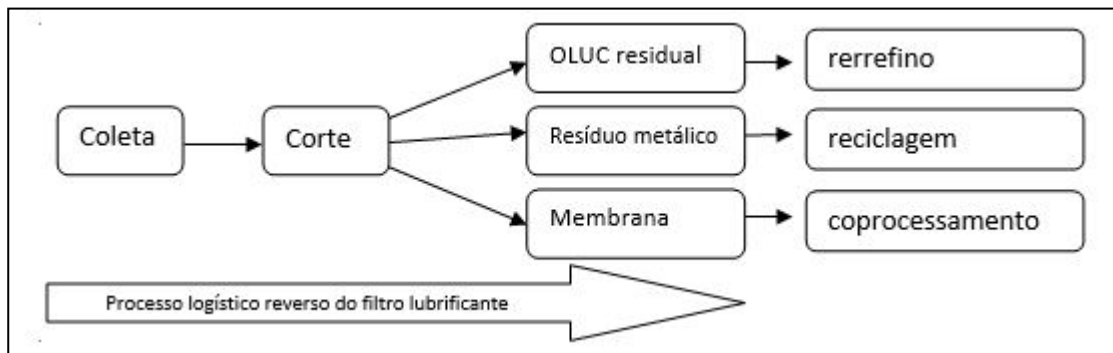 Coleta
Corte
OLUC residual
rerrefino
Resíduo metálico
reciclagem
Membrana
coprocessamento
Processo logístico reverso do filtro lubrificante